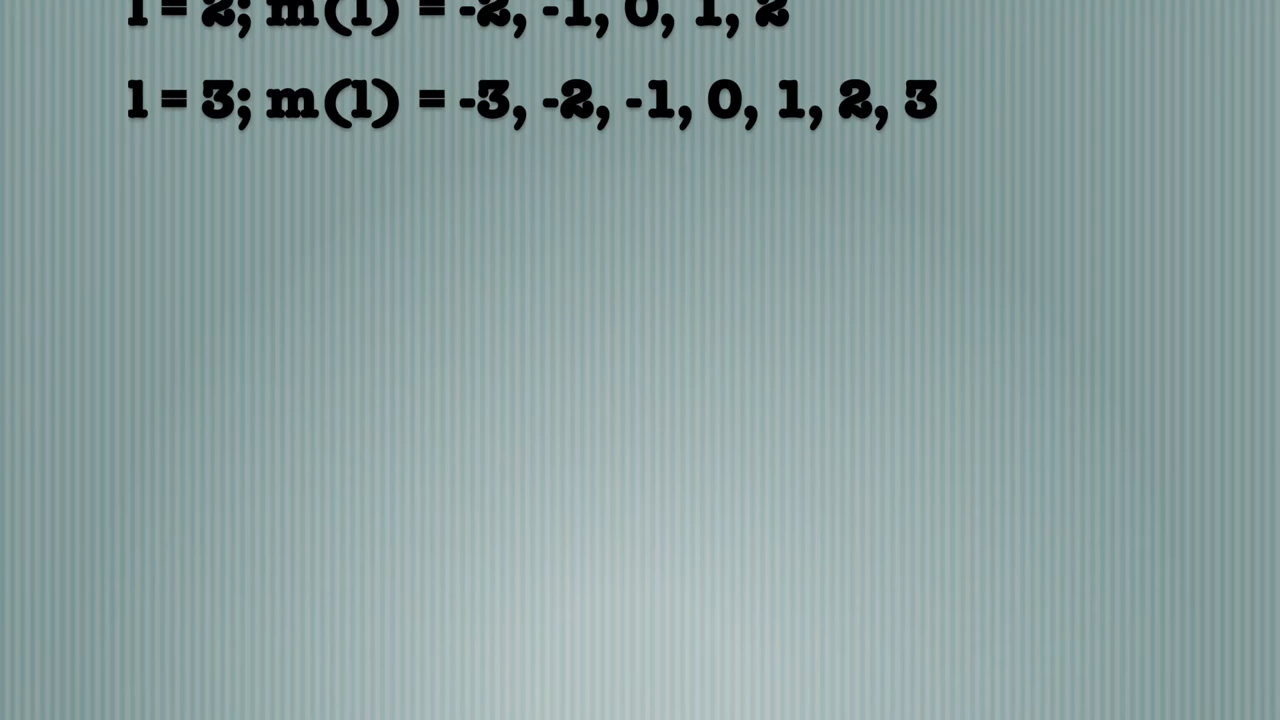 l = 2; m(l) = -2, -1, 0, 1, 2
l = 3; m(l) = -3, -2, -1, 0, 1, 2, 3